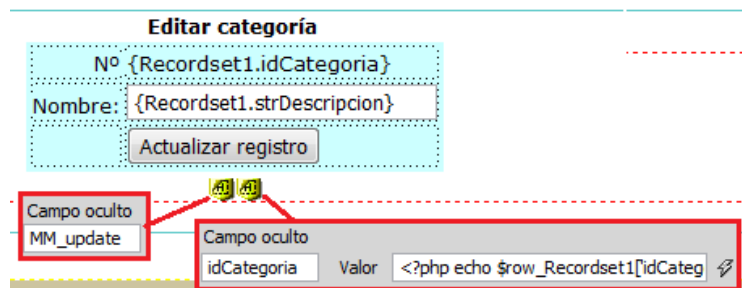 Editar categoría
Nº {Recordset1.idCategoria}
Nombre: {Recordset1.strDescripcion}
Actualizar registro
Campo oculto
MM_update
Campo oculto
idCategoria Valor <?php echo $row_Recordset1['idCateg